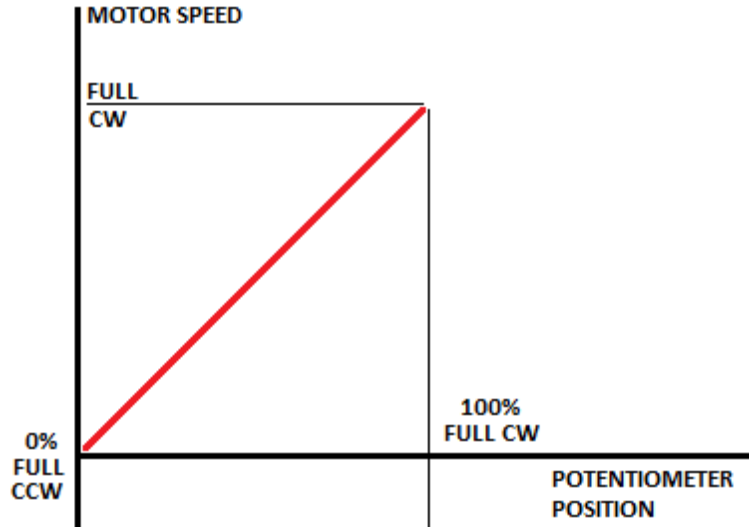 MOTOR SPEED
FULL
CW
100%
FULL CW
0%
FULL
CCW
POTENTIOMETER
POSITION